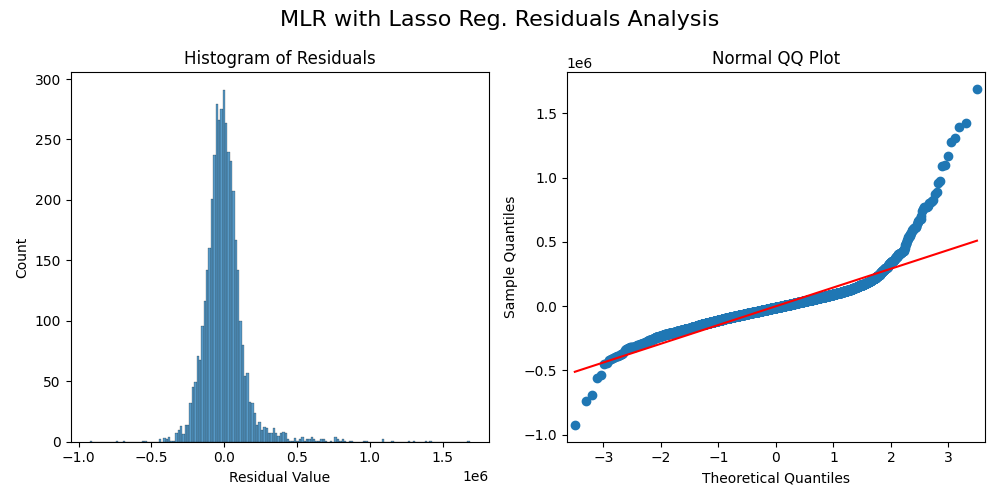 MLR with Lasso Reg. Residuals Analysis
Histogram of Residuals
300
250
200
150
100
50
0
Count
−1.0 −0.5 0.0 0.5 1.0 1.5
1e6
Residual Value
Normal QQ Plot
1e6
1.5
1.0
0.5
0.0
−0.5
−1.0
Sample Quantiles
−3 −2 −1 0 1 2 3
Theoretical Quantiles